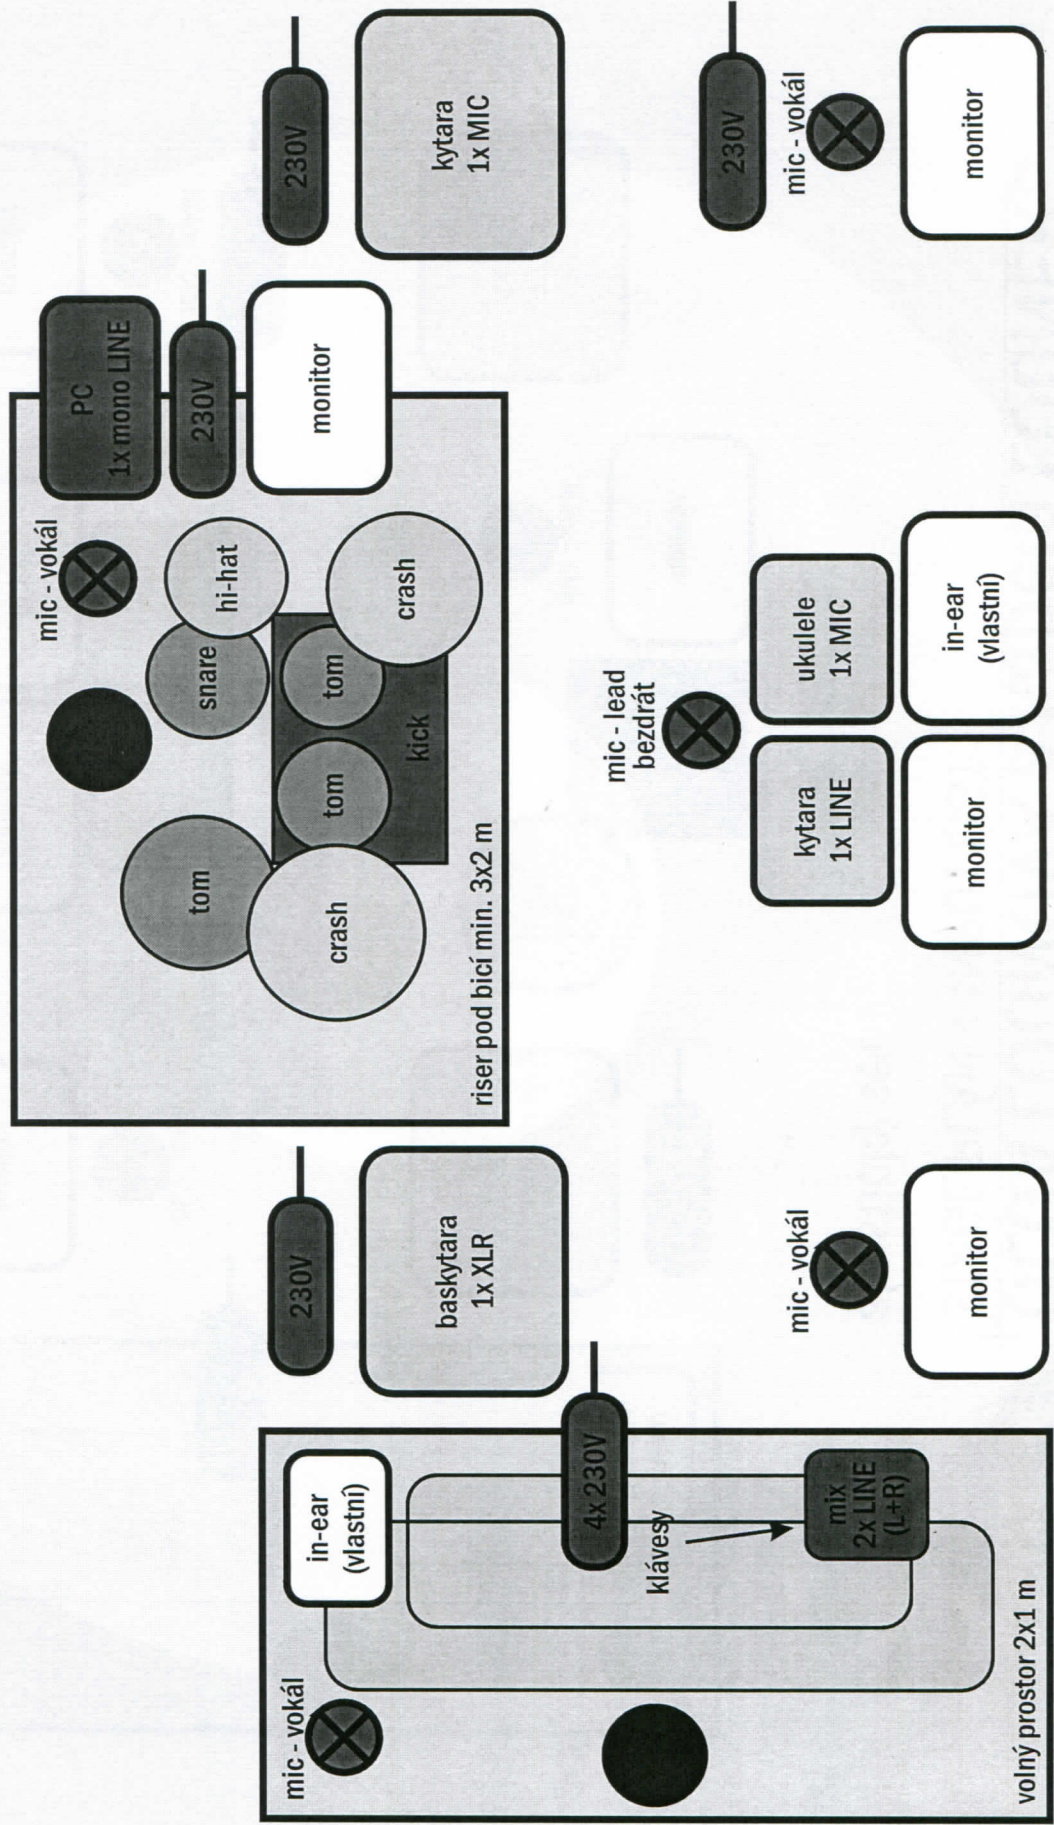 mic - vokál
in-ear
(vlastní)
4x 230V
klávesy
mix
2x LINE
(L+R)
volný prostor 2x1 m
230V
baskytara
1x XLR
mic - vokál
monitor
mic - vokál
PC
1x mono LINE
230V
monitor
tom
snare
hi-hat
crash
tom
tom
kick
crash
riser pod bicí min. 3x2 m
mic - lead
bezdrát
kytara
1x LINE
ukulele
1x MIC
monitor
in-ear
(vlastní)
230V
kytara
1x MIC
230V
mic - vokál
monitor